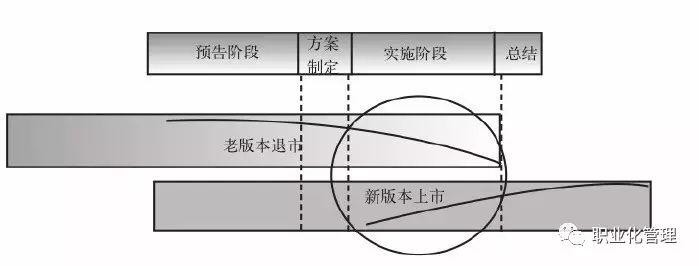 预告阶段
方案
制定
实施阶段
总结
老版本退市
新版本上市
职业化管理